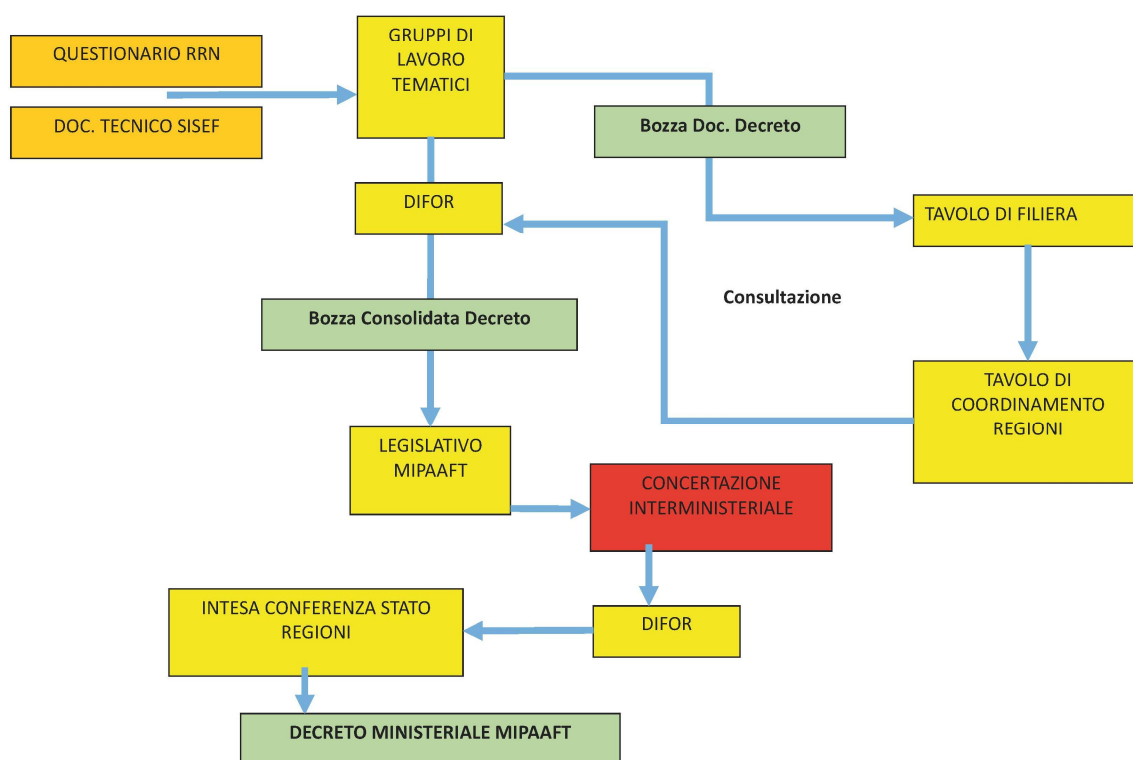 QUESTIONARIO RRN
DOC. TECNICO SISEF
GRUPPI DI
LAVORO
TEMATICI
Bozza Doc. Decreto
DIFOR
TAVOLO DI FILIERA
Consultazione
Bozza Consolidata Decreto
TAVOLO DI
COORDINAMENTO
REGIONI
LEGISLATIVO
MIPAAFT
CONCERTAZIONE
INTERMINISTERIALE
DIFOR
INTESA CONFERENZA STATO
REGIONI
DECRETO MINISTERIALE MIPAAFT